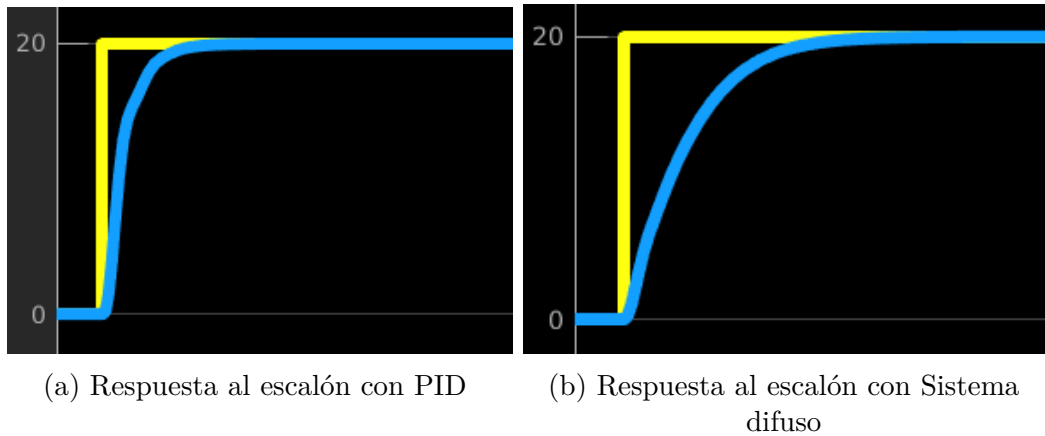 20
0
20
0
(a) Respuesta al escalón con PID
(b) Respuesta al escalón con Sistema
difuso